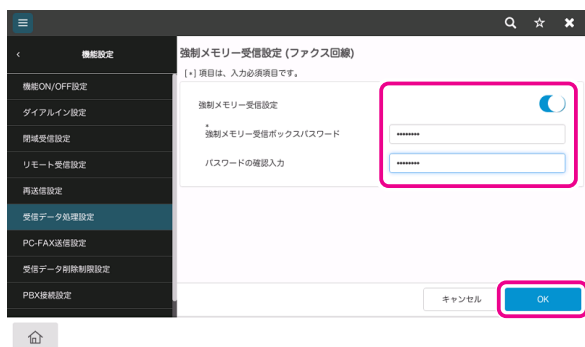 機能設定
強制メモリー受信設定 (ファクス回線)
[*] 項目は、入力必須項目です。
機能ON/OFF設定
ダイアルイン設定
閉域受信設定
リモート受信設定
再送信設定
受信データ処理設定
PC-FAX送信設定
受信データ削除制限設定
PBX接続設定
強制メモリー受信設定
*
強制メモリー受信ボックスパスワード
••••••••
パスワードの確認入力
••••••••
キャンセル
OK